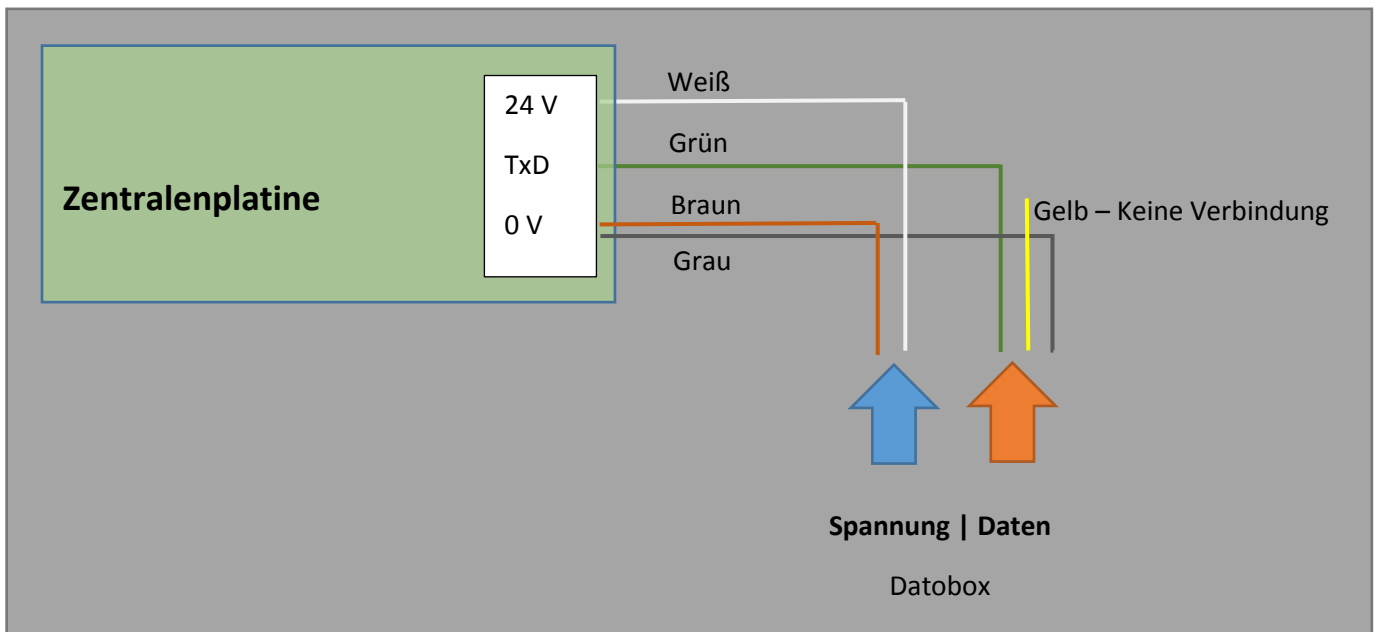 Weiß
24 V
Grün
TxD
Zentralenplatine
Braun
Gelb – Keine Verbindung
0 V
Grau
Spannung | Daten
Datobox